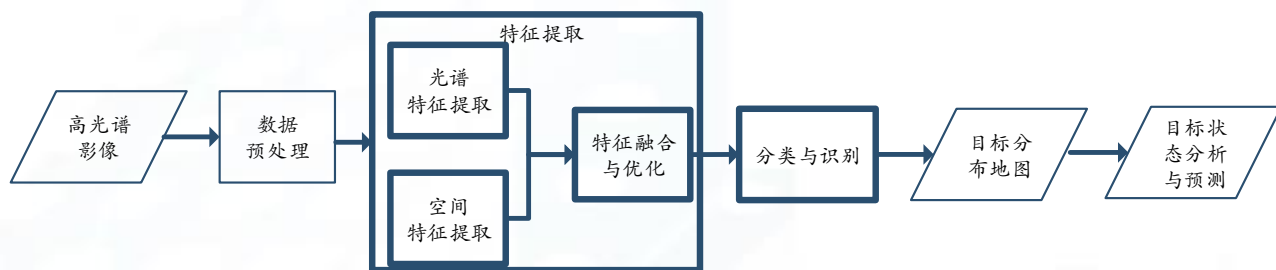 特征提取
光谱
特征提取
高光谱
影像
数据
预处理
特征融合
与优化
分类与识别
目标分
布地图
目标状
态分析
与预测
空间
特征提取